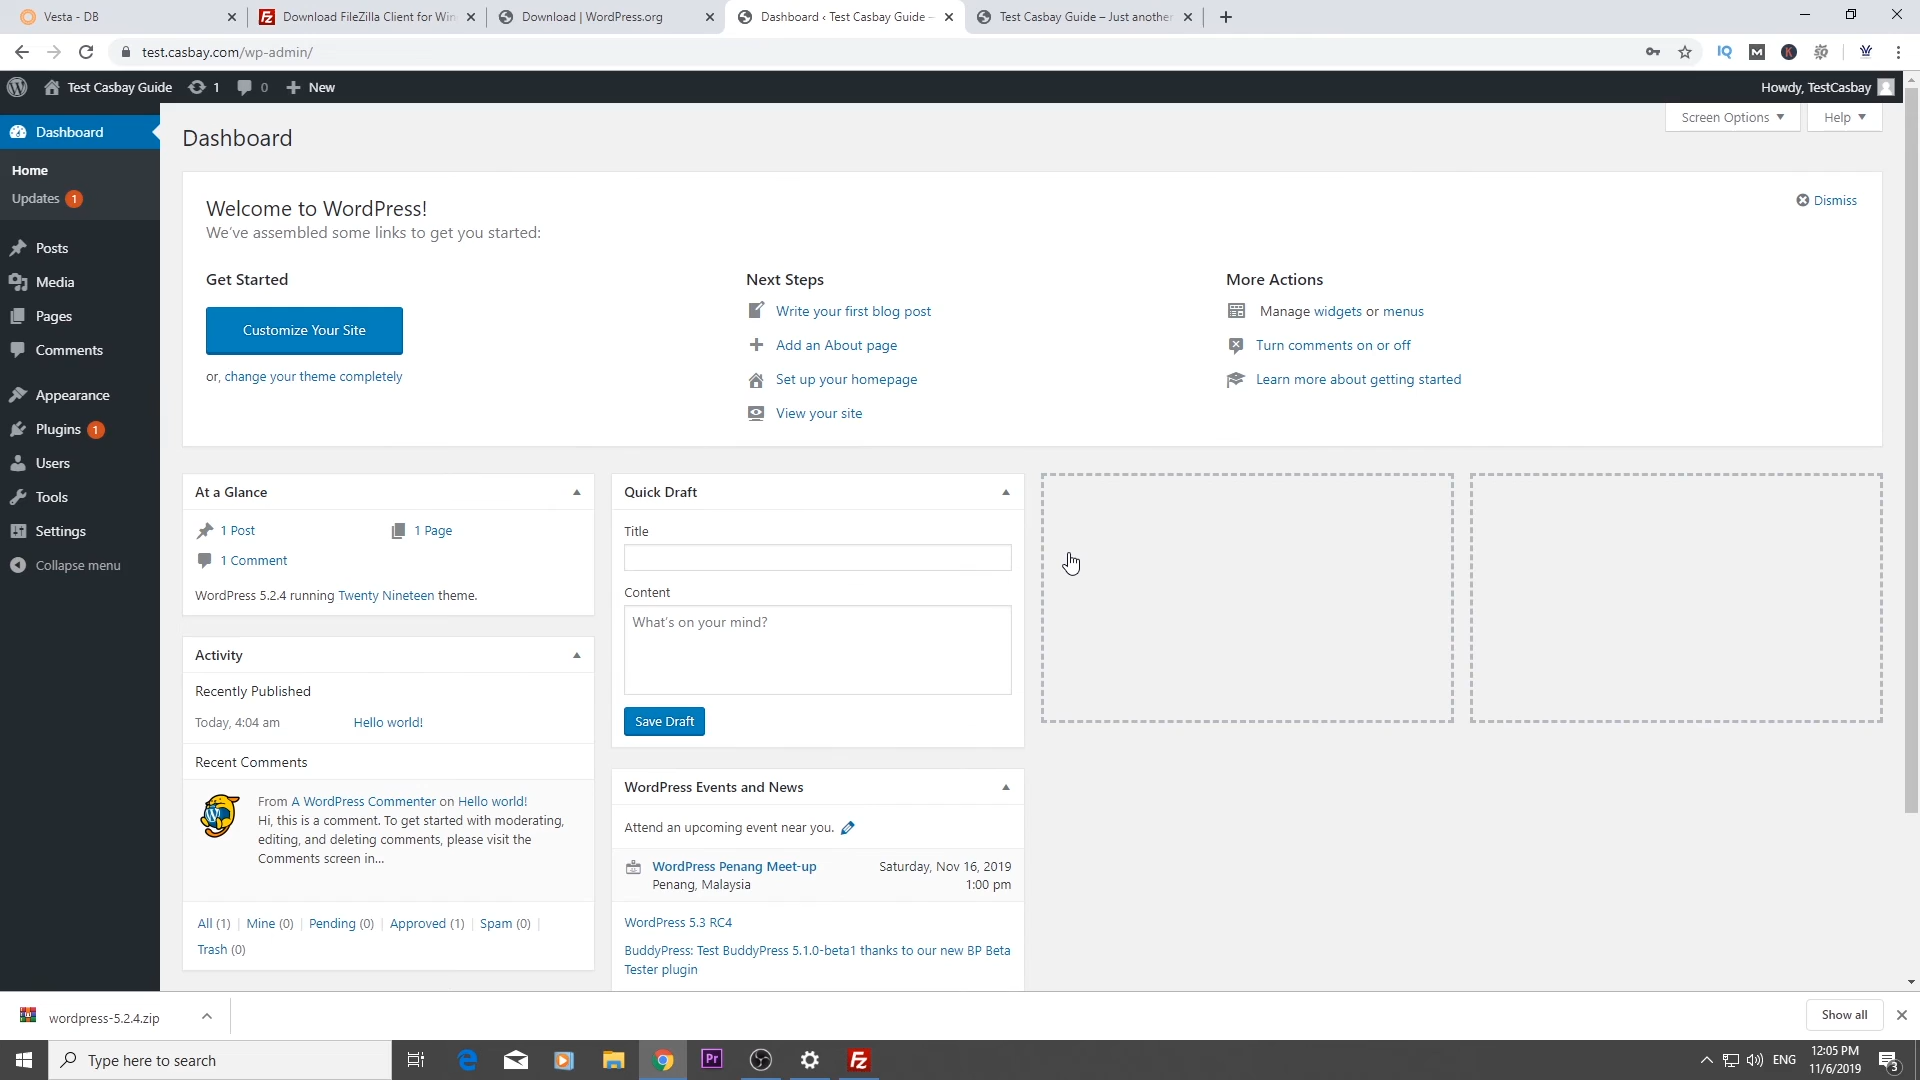 Vesta - DB
Download FileZilla Client for Win
Download | WordPress.org
Dashboard ‹ Test Casbay Guide –
Test Casbay Guide – Just another
test.casbay.com/wp-admin/
Test Casbay Guide 1 0 New
Howdy, TestCasbay
Dashboard
Home
Updates 1
Posts
Media
Pages
Comments
Appearance
Plugins 1
Users
Tools
Settings
Collapse menu
Screen Options
Help
Dashboard
Welcome to WordPress!
We've assembled some links to get you started:
Dismiss
Get Started
Customize Your Site
or, change your theme completely
Next Steps
Write your first blog post
Add an About page
Set up your homepage
View your site
More Actions
Manage widgets or menus
Turn comments on or off
Learn more about getting started
At a Glance
1 Post
1 Page
1 Comment
WordPress 5.2.4 running Twenty Nineteen theme.
Activity
Recently Published
Today, 4:04 am
Hello world!
Recent Comments
From A WordPress Commenter on Hello world!
Hi, this is a comment. To get started with moderating,
editing, and deleting comments, please visit the
Comments screen in...
All (1) | Mine (0) | Pending (0) | Approved (1) | Spam (0) |
Trash (0)
Quick Draft
Title
Content
What's on your mind?
Save Draft
WordPress Events and News
Attend an upcoming event near you.
WordPress Penang Meet-up
Saturday, Nov 16, 2019
Penang, Malaysia
1:00 pm
WordPress 5.3 RC4
BuddyPress: Test BuddyPress 5.1.0-beta1 thanks to our new BP Beta
Tester plugin
wordpress-5.2.4.zip
Show all
Type here to search
ENG
12:05 PM
11/6/2019
3